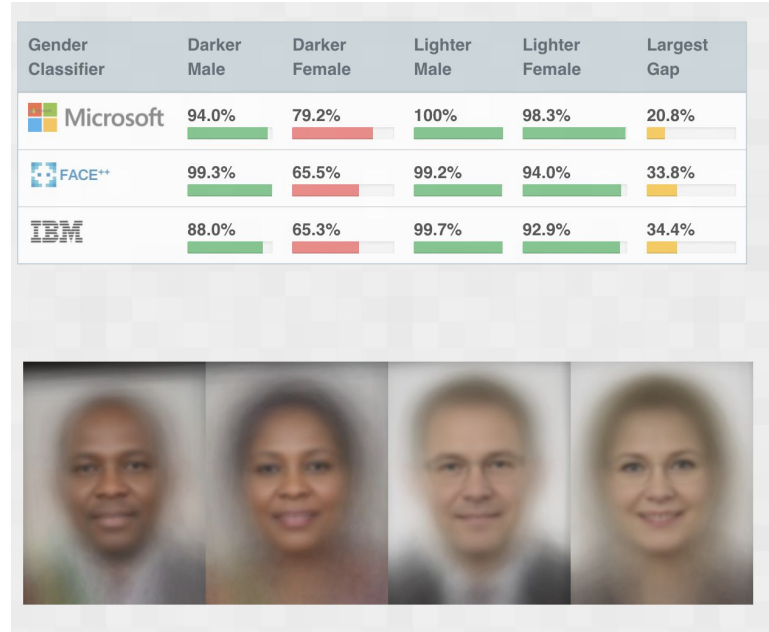 Gender Classifier Darker Male Darker Female Lighter Male Lighter Female Largest Gap
Microsoft 94.0% 79.2% 100% 98.3% 20.8%
FACE++ 99.3% 65.5% 99.2% 94.0% 33.8%
IBM 88.0% 65.3% 99.7% 92.9% 34.4%